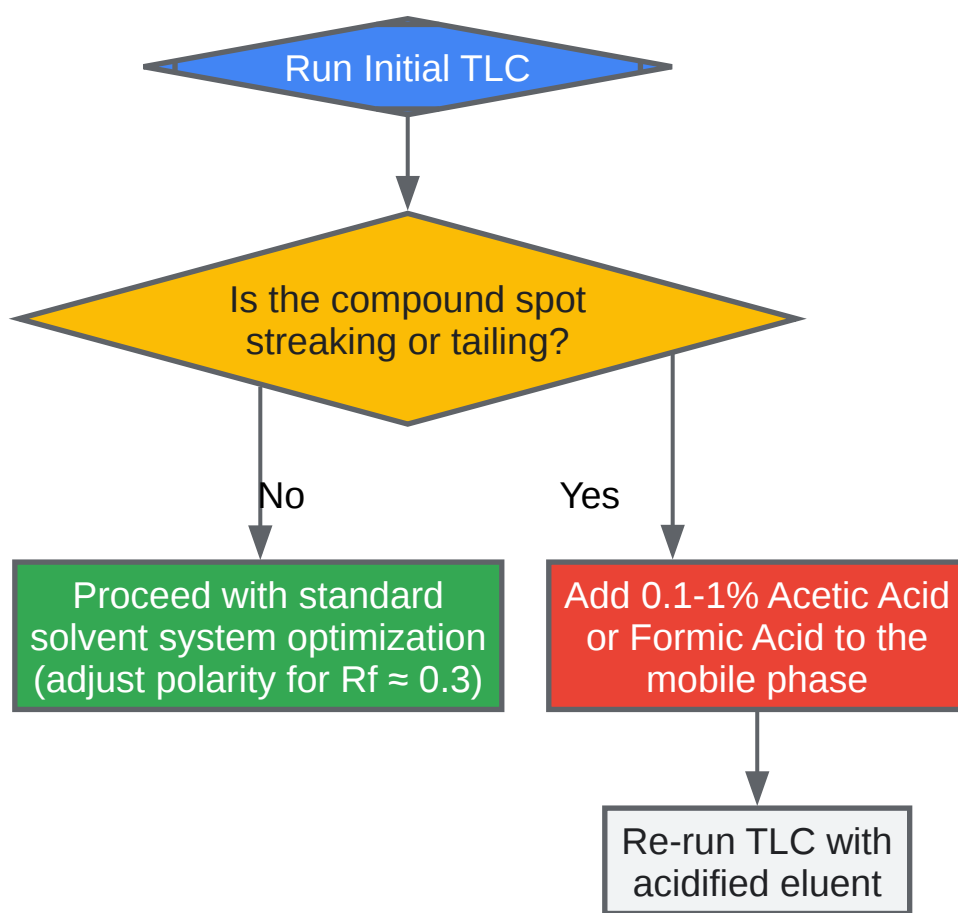 Run Initial TLC
Is the compound spot
streaking or tailing?
No
Yes
Proceed with standard
solvent system optimization
(adjust polarity for Rf ≈ 0.3)
Add 0.1-1% Acetic Acid
or Formic Acid to the
mobile phase
Re-run TLC with
acidified eluent